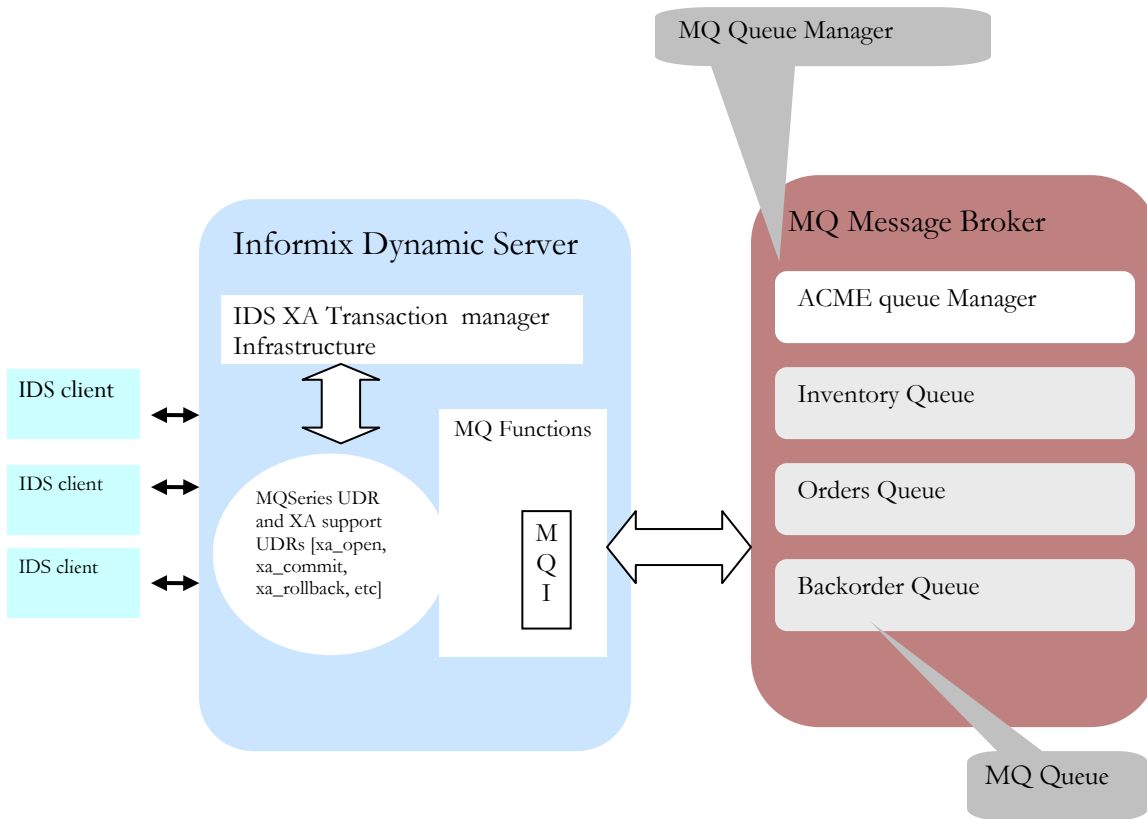 MQ Queue Manager
Informix Dynamic Server
IDS XA Transaction manager
Infrastructure
IDS client
IDS client
IDS client
MQSeries UDR
and XA support
UDRs [xa_open,
xa_commit,
xa_rollback, etc]
MQ Functions
M
Q
I
MQ Message Broker
ACME queue Manager
Inventory Queue
Orders Queue
Backorder Queue
MQ Queue